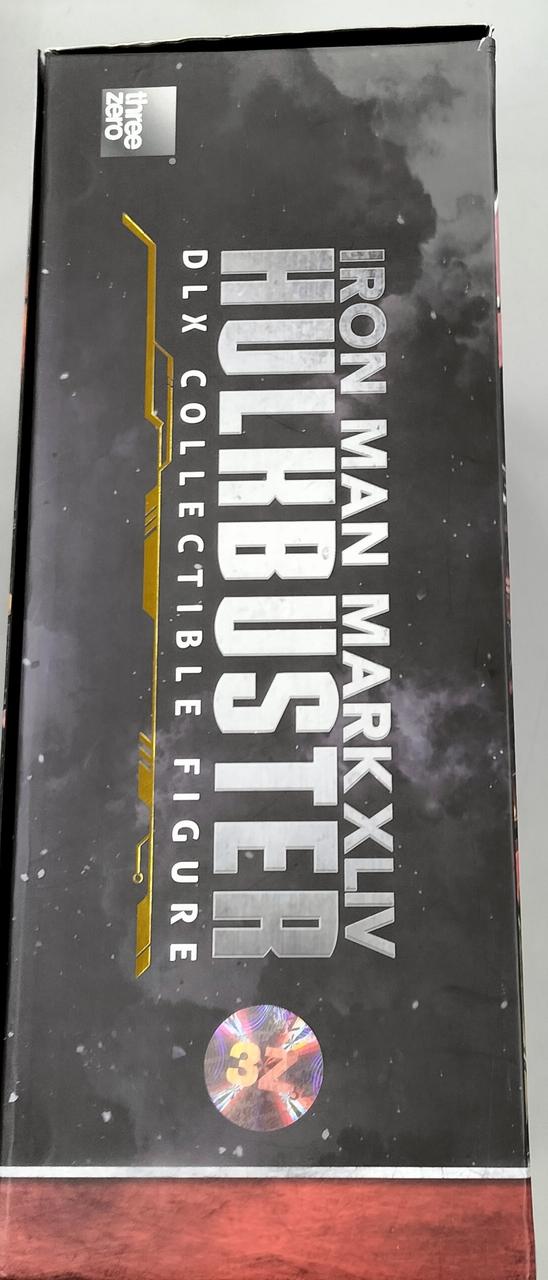 three
zero
IRON MAN MARK XLIV
HULKBUSTER
DLX COLLECTIBLE FIGURE
3Z